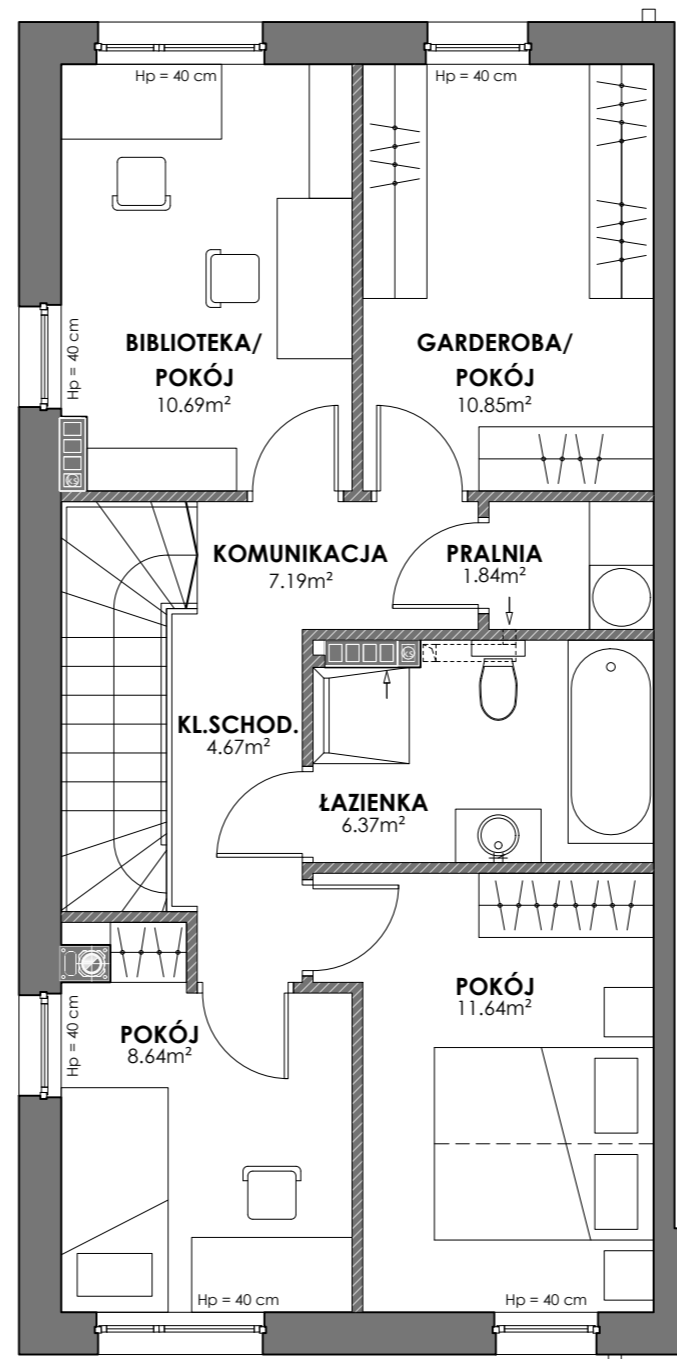 Hp = 40 cm
Hp = 40 cm
Hp = 40 cm
BIBLIOTEKA/
POKÓJ
10.69m²
GARDEROBA/
POKÓJ
10.85m²
KOMUNIKACJA
7.19m²
PRALNIA
1.84m²
KL.SCHOD.
4.67m²
ŁAZIENKA
6.37m²
POKÓJ
11.64m²
Hp = 40 cm
POKÓJ
8.64m²
Hp = 40 cm
Hp = 40 cm